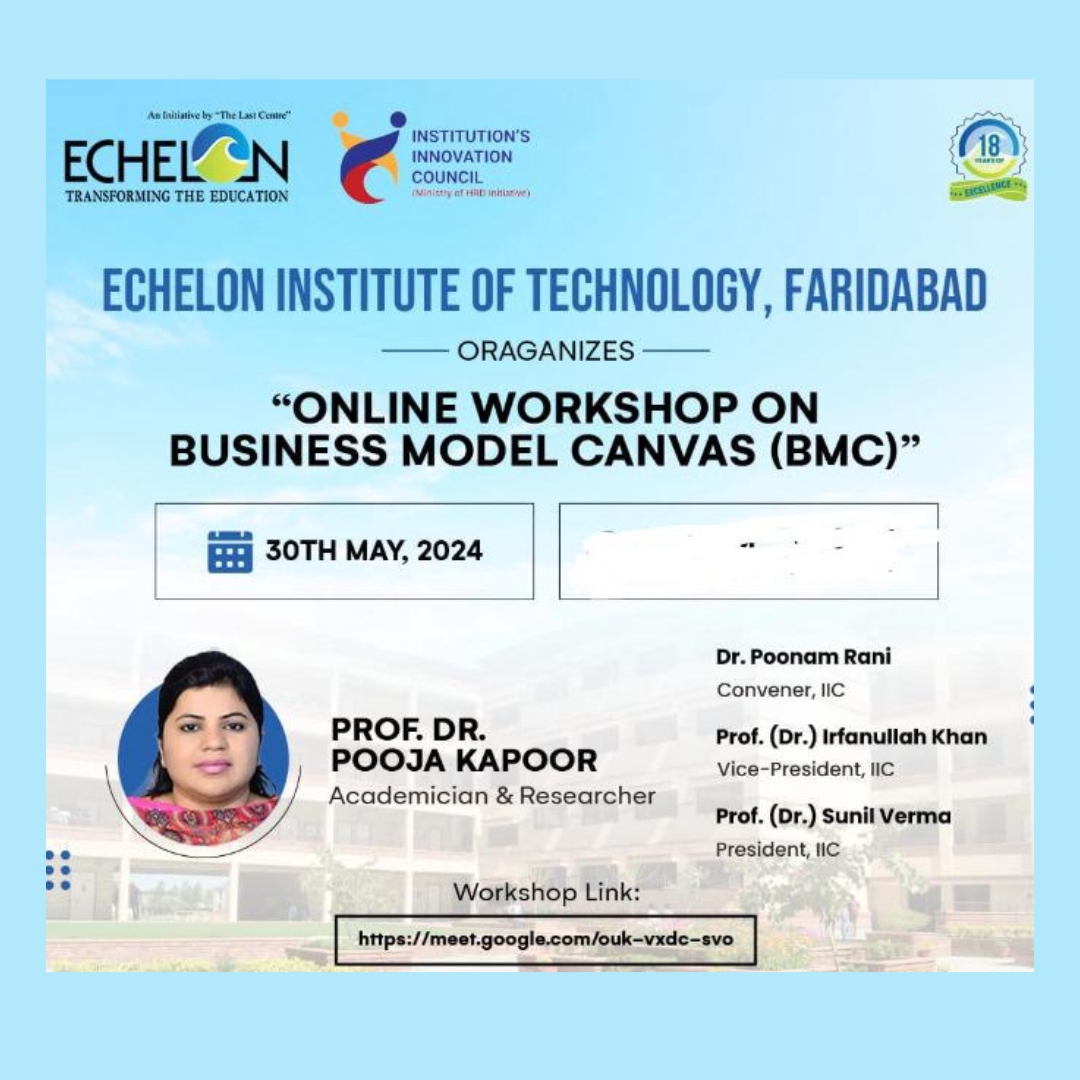 An Initiative by "The Last Centre"
ECHELON
TRANSFORMING THE EDUCATION
INSTITUTION'S
INNOVATION
COUNCIL
(Ministry of HRD Initiative)
18
YEARS OF
EXCELLENCE
ECHELON INSTITUTE OF TECHNOLOGY, FARIDABAD
ORAGANIZES
“ONLINE WORKSHOP ON
BUSINESS MODEL CANVAS (BMC)”
30TH MAY, 2024
PROF. DR.
POOJA KAPOOR
Academician & Researcher
Dr. Poonam Rani
Convener, IIC
Prof. (Dr.) Irfanullah Khan
Vice-President, IIC
Prof. (Dr.) Sunil Verma
President, IIC
Workshop Link:
https://meet.google.com/ouk-vxdc-svo